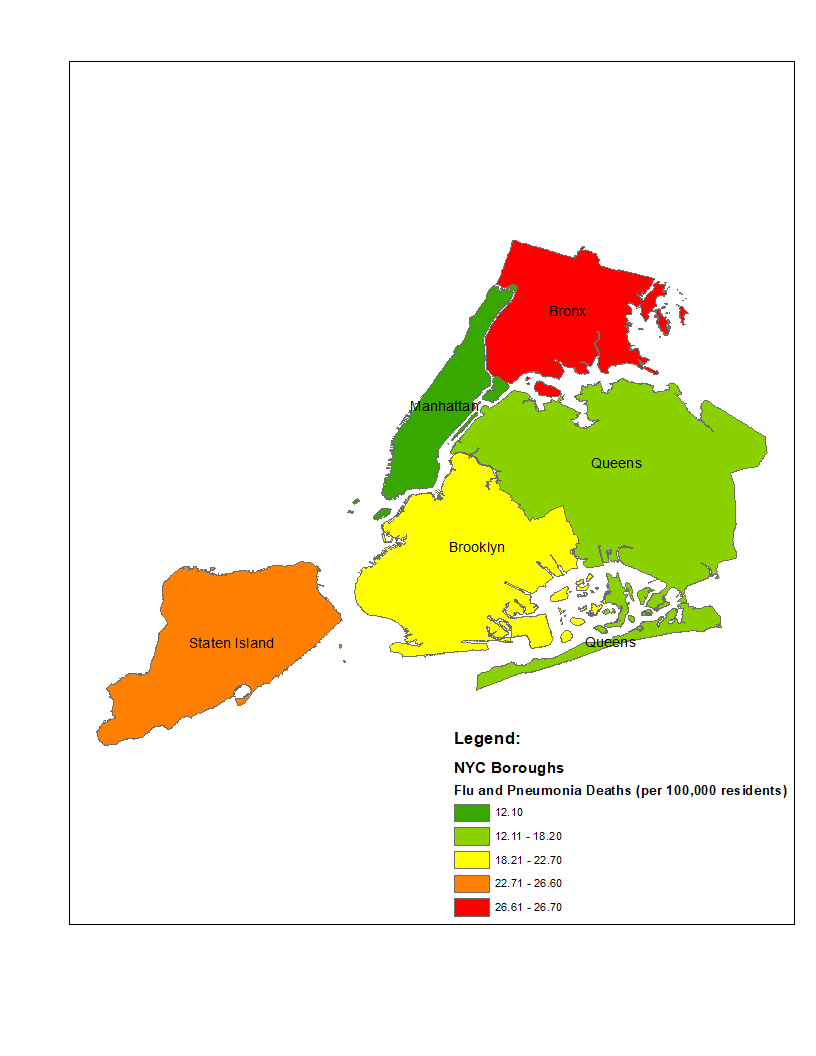 Bronx
Manhattan
Queens
Brooklyn
Staten Island
Queens
Legend:
NYC Boroughs
Flu and Pneumonia Deaths (per 100,000 residents)
12.10
12.11 - 18.20
18.21 - 22.70
22.71 - 26.60
26.61 - 26.70